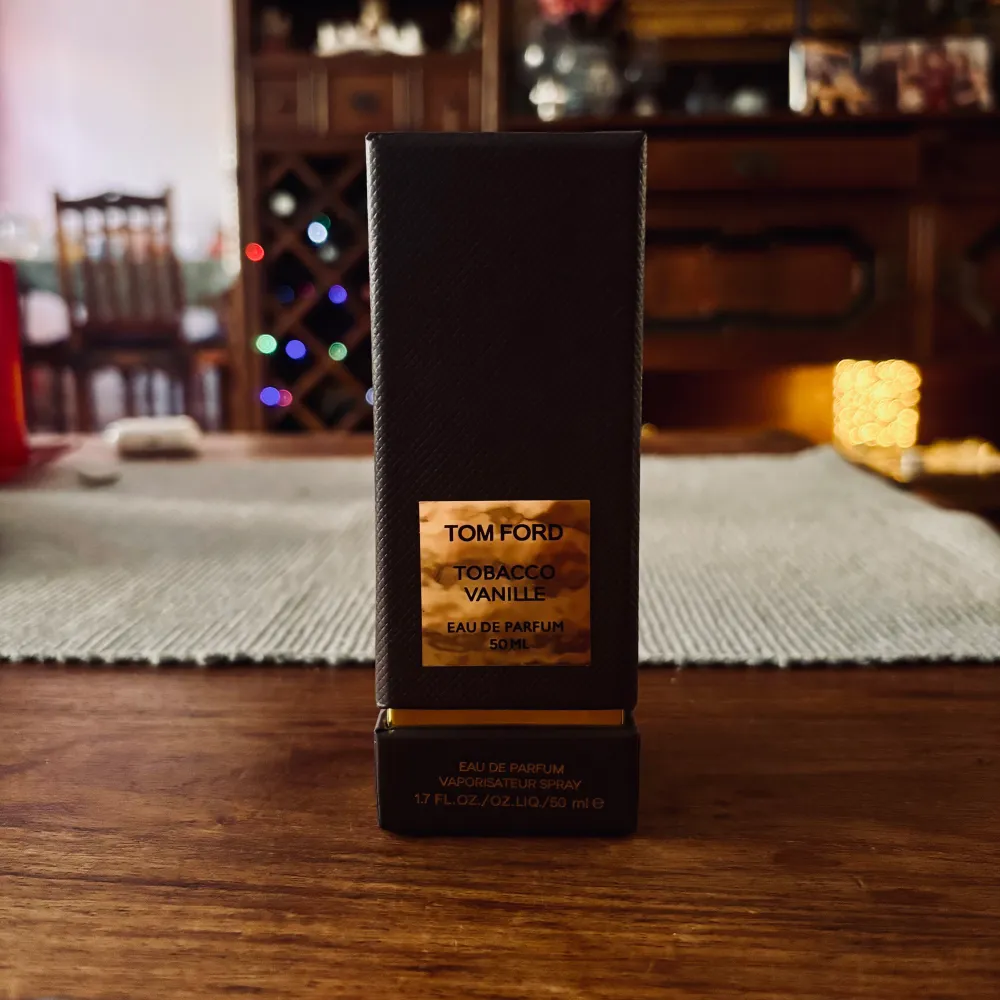 TOM FORD
TOBACCO
VANILLE
EAU DE PARFUM
50 ML
EAU DE PARFUM
VAPORISATEUR SPRAY
1.7 FL.OZ./OZ.LIQ./50 ml ℮